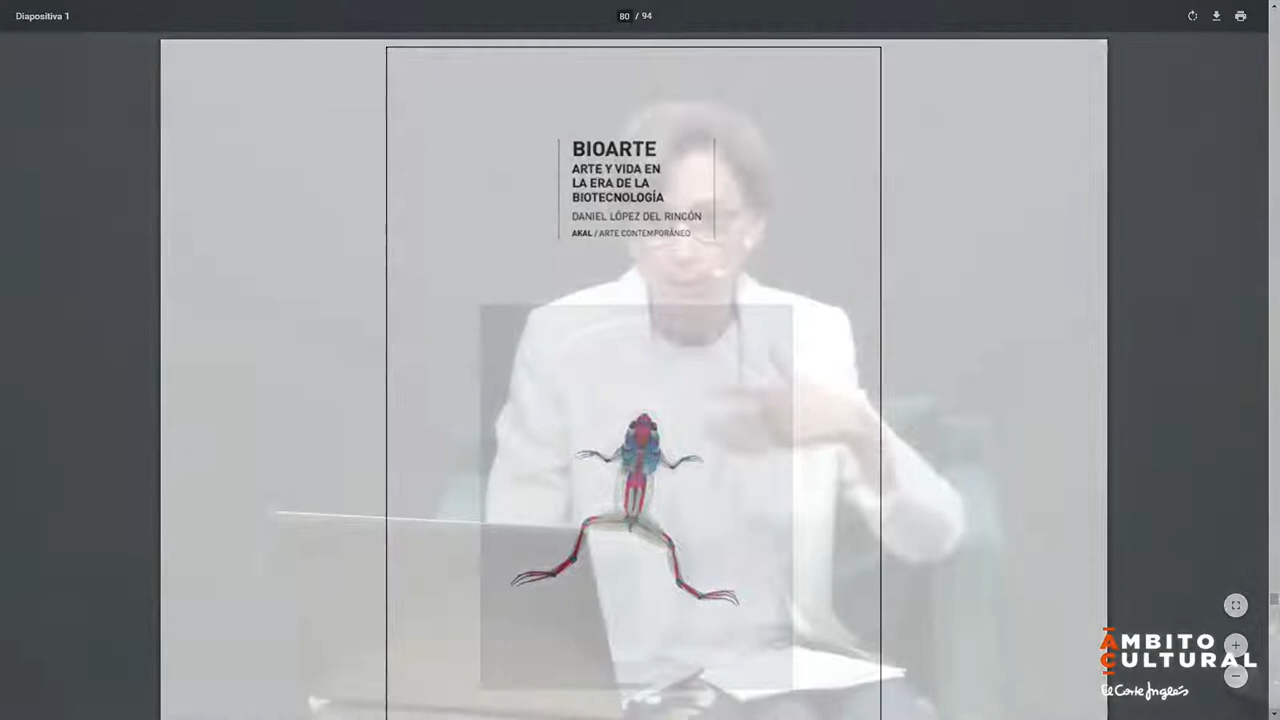 Diapositiva 1
80 / 94
BIOARTE
ARTE Y VIDA EN
LA ERA DE LA
BIOTECNOLOGÍA
DANIEL LÓPEZ DEL RINCÓN
AKAL / ARTE CONTEMPORÁNEO
ÁMBITO
CULTURAL
El Corte Inglés